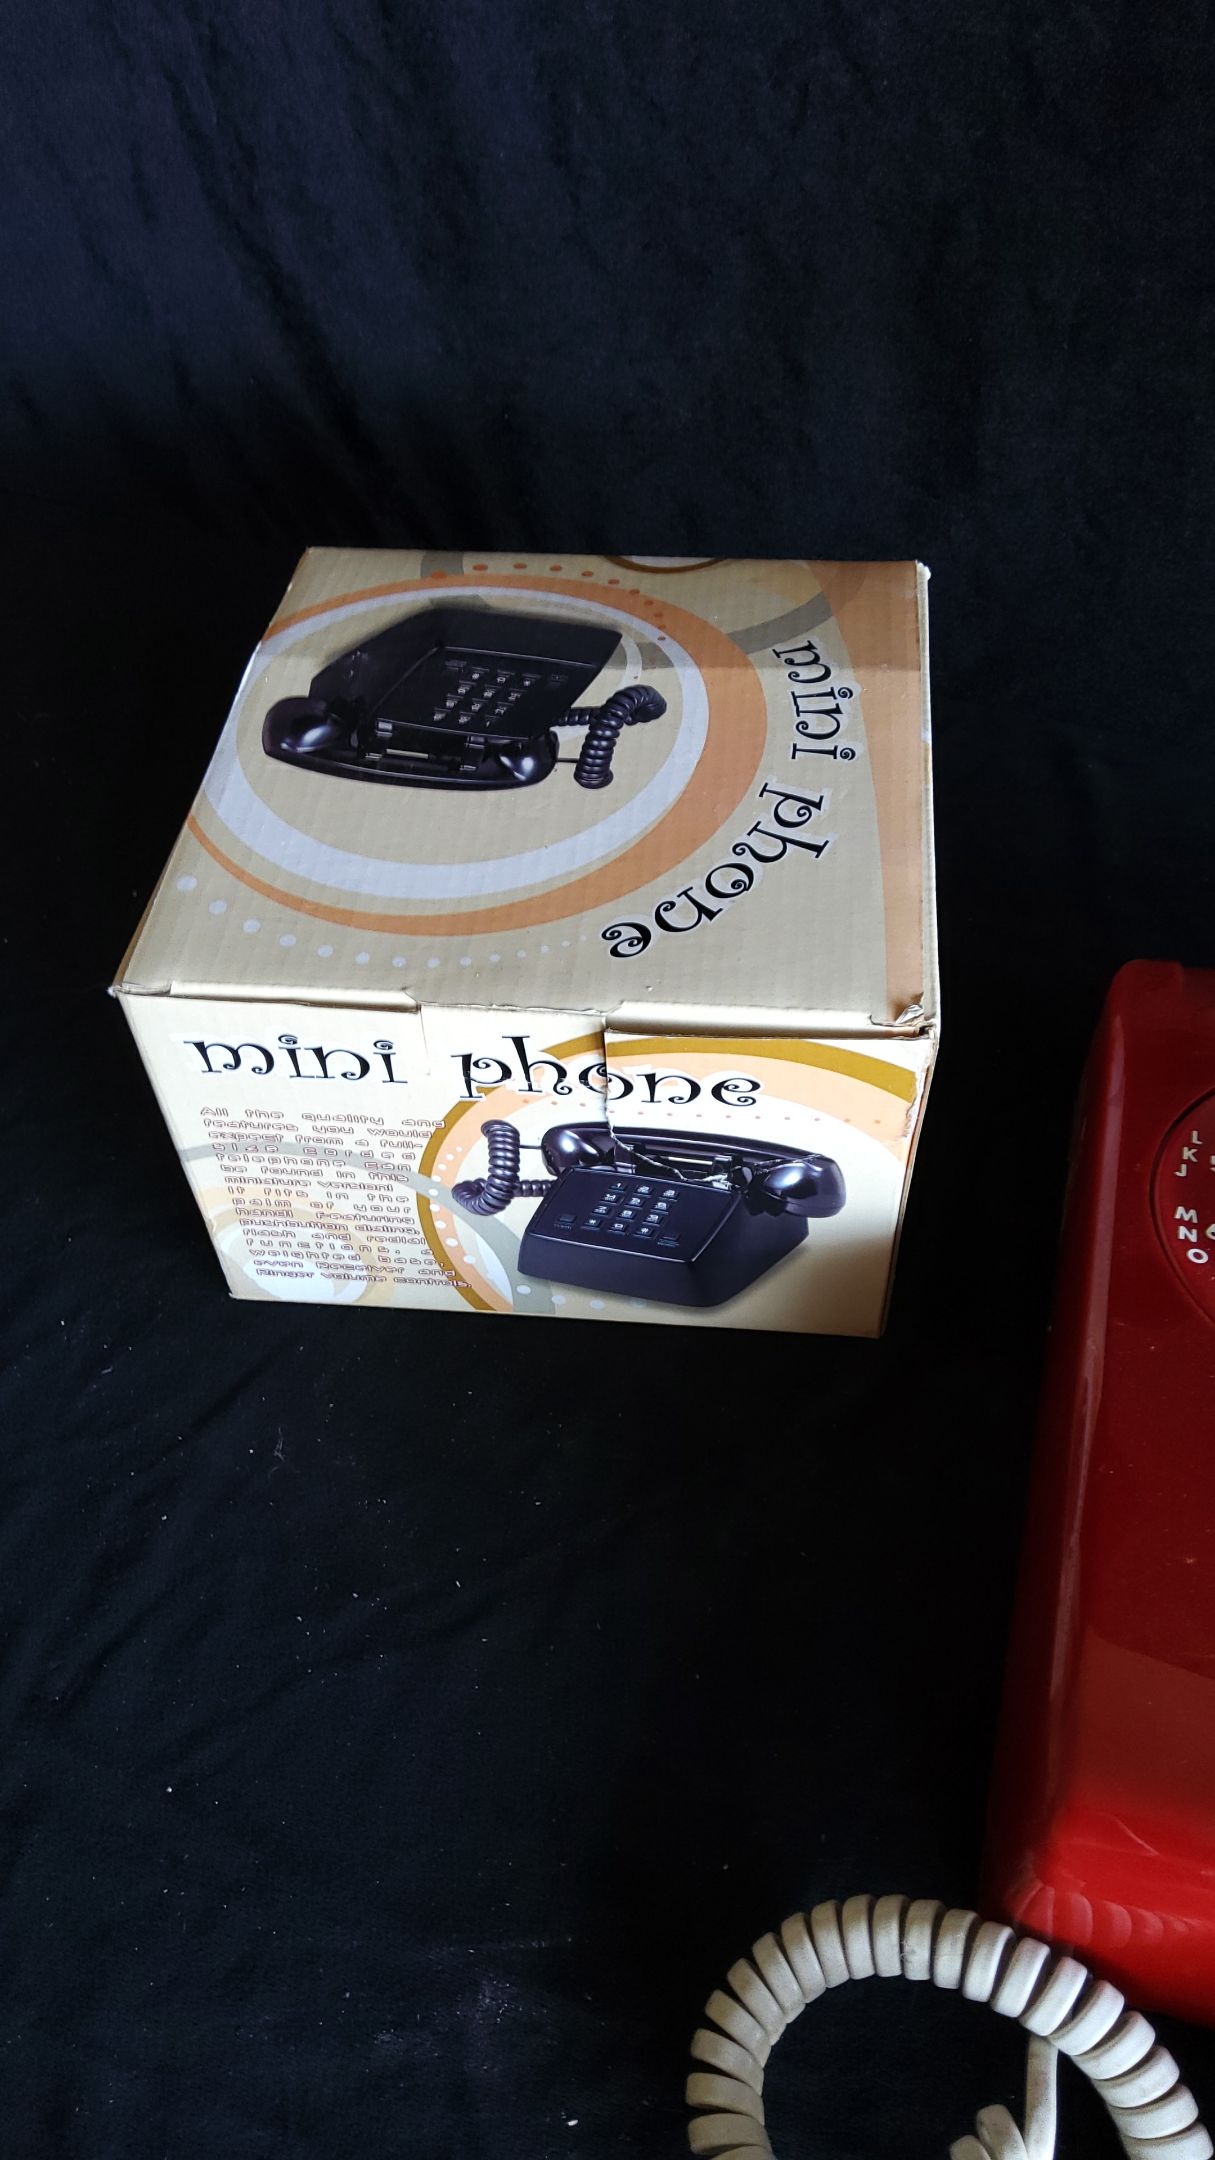 mini phone
mini phone
All the quality and
features you would
expect from a full-
size corded
telephone can
be found in this
miniature version!
It fits in the
palm of your
hand! Featuring
pushbutton dialing,
flash and redial
functions, a
weighted base,
even Receiver and
Ringer volume controls.
L
K
J
M
N
O
6